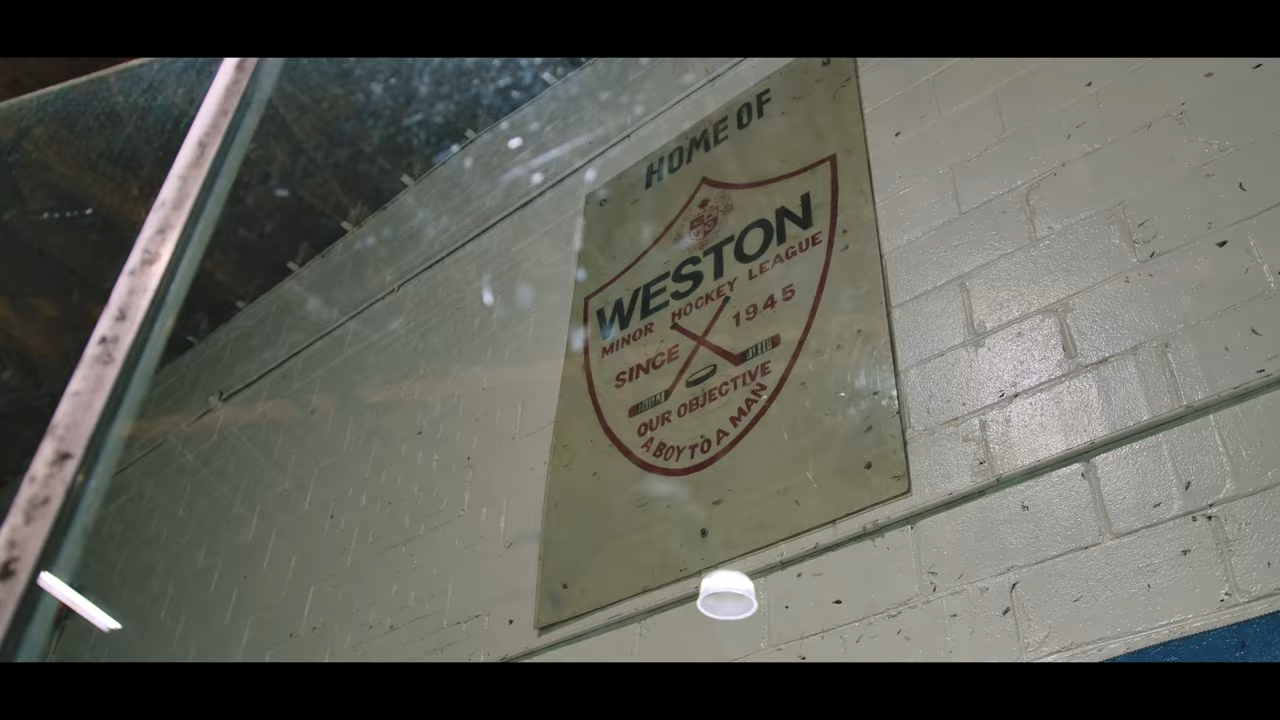 HOME OF
WESTON
MINOR HOCKEY LEAGUE
SINCE 1945
OUR OBJECTIVE
A BOY TO A MAN